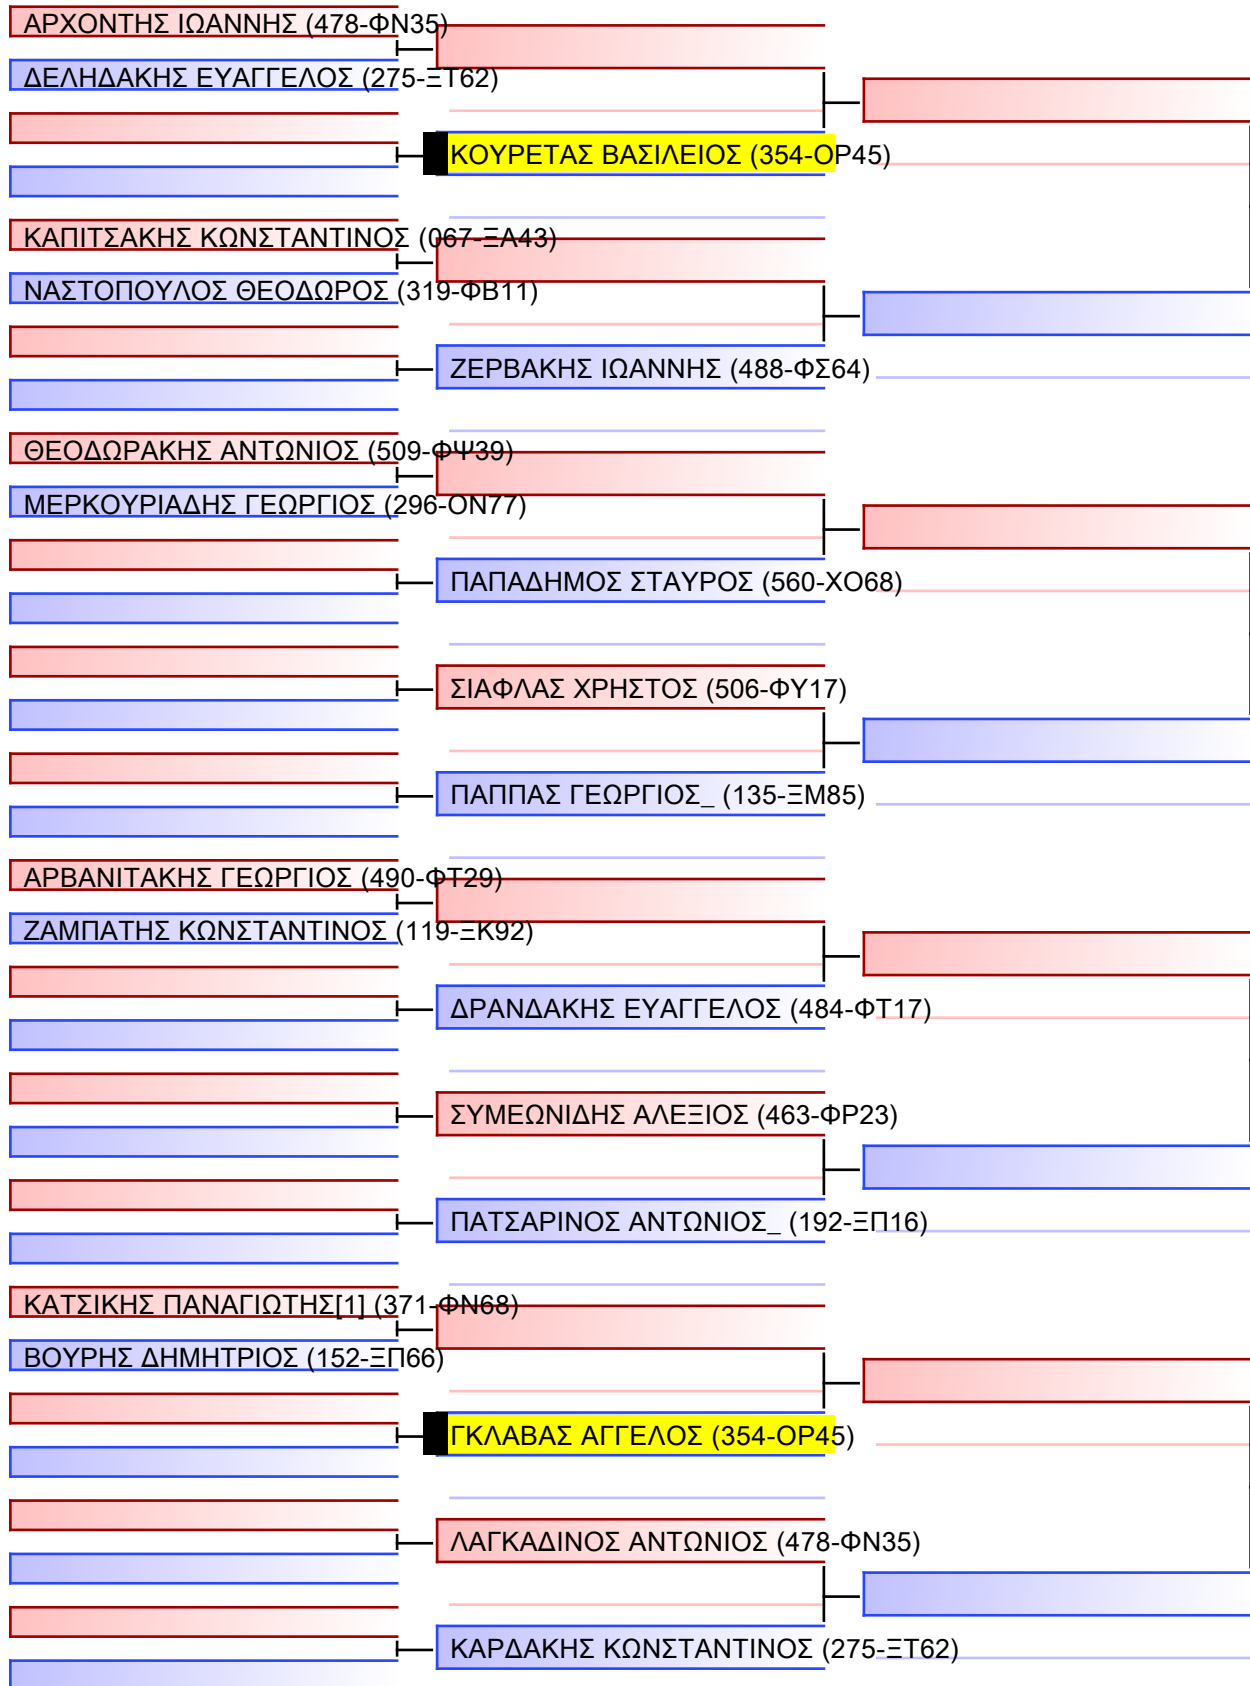 ΑΡΧΟΝΤΗΣ ΙΩΑΝΝΗΣ (478-ΦΝ35)
ΔΕΛΗΔΑΚΗΣ ΕΥΑΓΓΕΛΟΣ (275-ΞΤ62)
ΚΟΥΡΕΤΑΣ ΒΑΣΙΛΕΙΟΣ (354-ΟΡ45)
ΚΑΠΙΤΣΑΚΗΣ ΚΩΝΣΤΑΝΤΙΝΟΣ (067-ΞΑ43)
ΝΑΣΤΟΠΟΥΛΟΣ ΘΕΟΔΩΡΟΣ (319-ΦΒ11)
ΖΕΡΒΑΚΗΣ ΙΩΑΝΝΗΣ (488-ΦΣ64)
ΘΕΟΔΩΡΑΚΗΣ ΑΝΤΩΝΙΟΣ (509-ΦΨ39)
ΜΕΡΚΟΥΡΙΑΔΗΣ ΓΕΩΡΓΙΟΣ (296-ΟΝ77)
ΠΑΠΑΔΗΜΟΣ ΣΤΑΥΡΟΣ (560-ΧΟ68)
ΣΙΑΦΛΑΣ ΧΡΗΣΤΟΣ (506-ΦΥ17)
ΠΑΠΠΑΣ ΓΕΩΡΓΙΟΣ_ (135-ΞΜ85)
ΑΡΒΑΝΙΤΑΚΗΣ ΓΕΩΡΓΙΟΣ (490-ΦΤ29)
ΖΑΜΠΑΤΗΣ ΚΩΝΣΤΑΝΤΙΝΟΣ (119-ΞΚ92)
ΔΡΑΝΔΑΚΗΣ ΕΥΑΓΓΕΛΟΣ (484-ΦΤ17)
ΣΥΜΕΩΝΙΔΗΣ ΑΛΕΞΙΟΣ (463-ΦΡ23)
ΠΑΤΣΑΡΙΝΟΣ ΑΝΤΩΝΙΟΣ_ (192-ΞΠ16)
ΚΑΤΣΙΚΗΣ ΠΑΝΑΓΙΩΤΗΣ[1] (371-ΦΝ68)
ΒΟΥΡΗΣ ΔΗΜΗΤΡΙΟΣ (152-ΞΠ66)
ΓΚΛΑΒΑΣ ΑΓΓΕΛΟΣ (354-ΟΡ45)
ΛΑΓΚΑΔΙΝΟΣ ΑΝΤΩΝΙΟΣ (478-ΦΝ35)
ΚΑΡΔΑΚΗΣ ΚΩΝΣΤΑΝΤΙΝΟΣ (275-ΞΤ62)